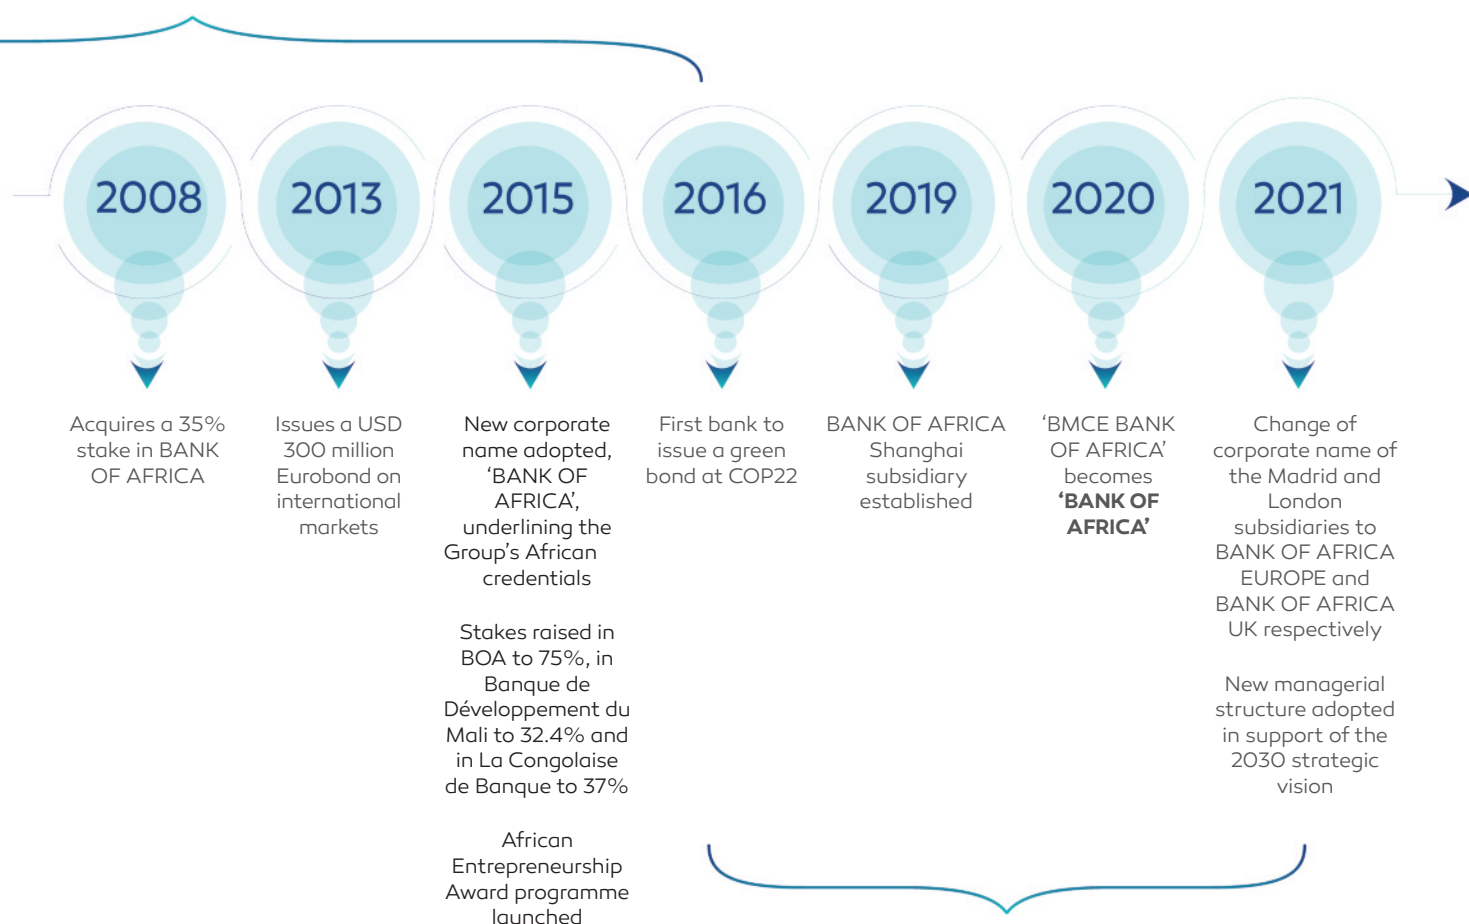 2008
2013
2015
2016
2019
2020
2021
Acquires a 35%
stake in BANK
OF AFRICA
Issues a USD
300 million
Eurobond on
international
markets
New corporate
name adopted,
‘BANK OF
AFRICA’,
underlining the
Group’s African
credentials
Stakes raised in
BOA to 75%, in
Banque de
Développement du
Mali to 32.4% and
in La Congolaise
de Banque to 37%
African
Entrepreneurship
Award programme
launched
First bank to
issue a green
bond at COP22
BANK OF AFRICA
Shanghai
subsidiary
established
‘BMCE BANK
OF AFRICA’
becomes
‘BANK OF
AFRICA’
Change of
corporate name of
the Madrid and
London
subsidiaries to
BANK OF AFRICA
EUROPE and
BANK OF AFRICA
UK respectively
New managerial
structure adopted
in support of the
2030 strategic
vision